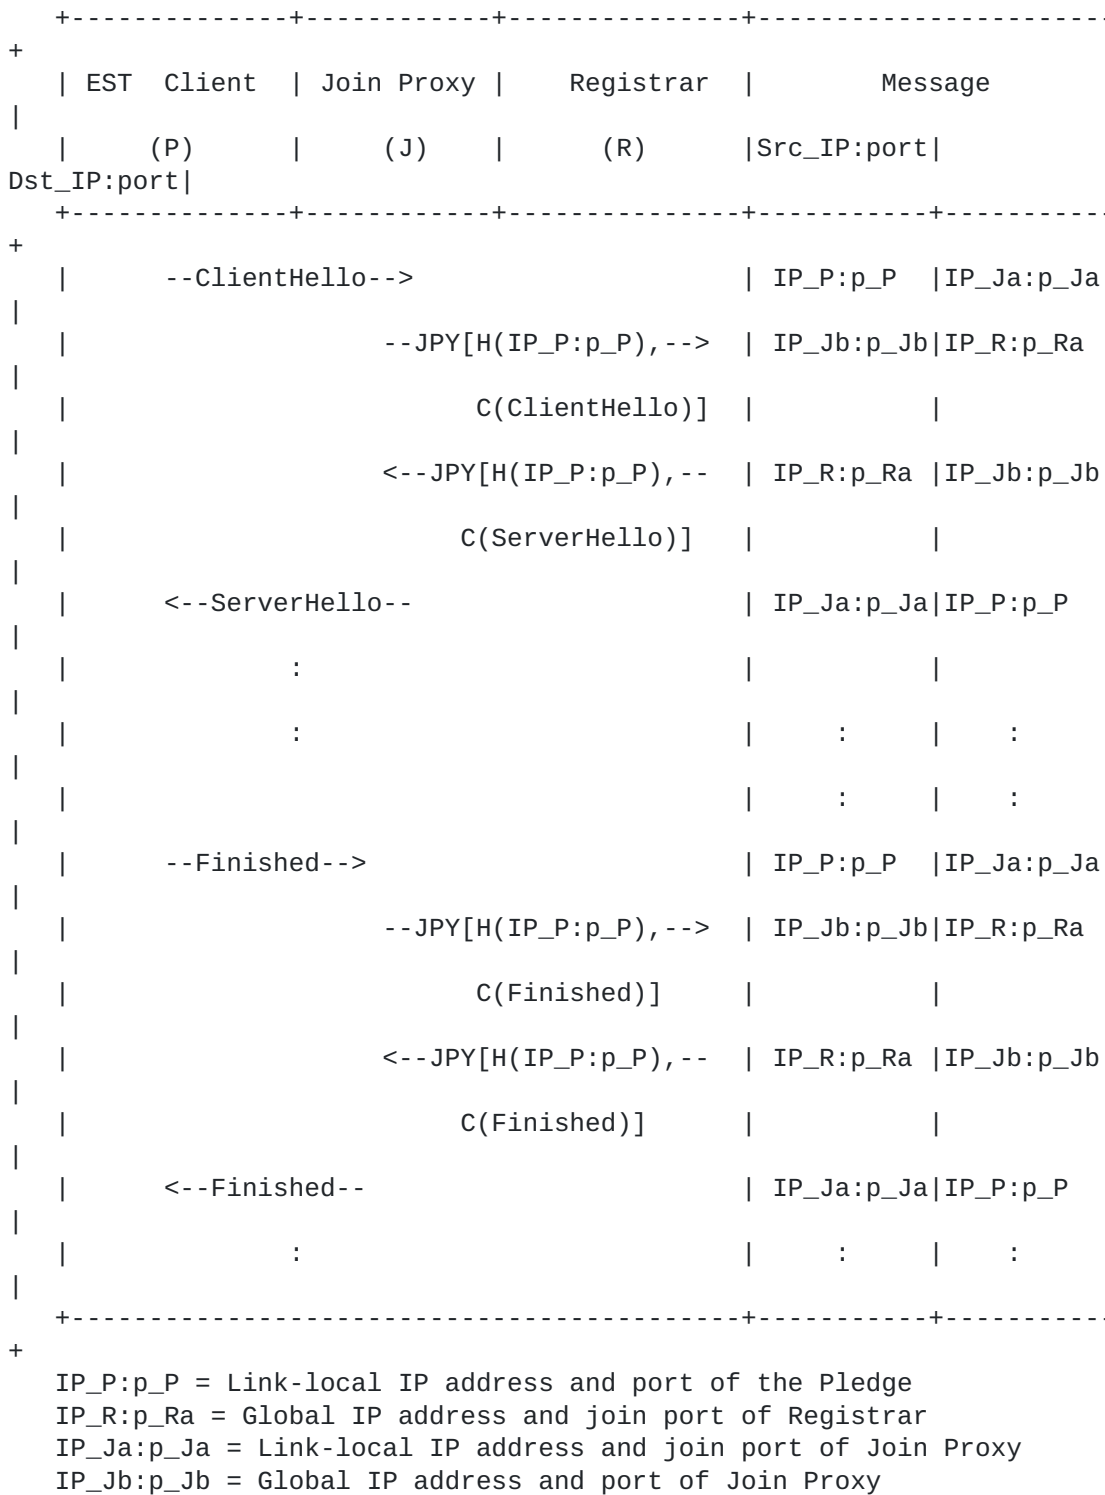 +--------------+------------+---------------+-----------------------
+
   | EST  Client  | Join Proxy |    Registrar  |        Message
|
   |     (P)      |     (J)    |      (R)      |Src_IP:port|
Dst_IP:port|
   +--------------+------------+---------------+-----------+-----------
+
   |      --ClientHello-->                     | IP_P:p_P  |IP_Ja:p_Ja
|
   |                    --JPY[H(IP_P:p_P),-->  | IP_Jb:p_Jb|IP_R:p_Ra
|
   |                          C(ClientHello)]  |           |
|
   |                    <--JPY[H(IP_P:p_P),--  | IP_R:p_Ra |IP_Jb:p_Jb
|
   |                         C(ServerHello)]   |           |
|
   |      <--ServerHello--                     | IP_Ja:p_Ja|IP_P:p_P
|
   |              :                            |           |
|
   |              :                            |     :     |    :
|
   |                                           |     :     |    :
|
   |      --Finished-->                        | IP_P:p_P  |IP_Ja:p_Ja
|
   |                    --JPY[H(IP_P:p_P),-->  | IP_Jb:p_Jb|IP_R:p_Ra
|
   |                          C(Finished)]     |           |
|
   |                    <--JPY[H(IP_P:p_P),--  | IP_R:p_Ra |IP_Jb:p_Jb
|
   |                         C(Finished)]      |           |
|
   |      <--Finished--                        | IP_Ja:p_Ja|IP_P:p_P
|
   |              :                            |     :     |    :
|
   +-------------------------------------------+-----------+-----------
+
   IP_P:p_P = Link-local IP address and port of the Pledge
   IP_R:p_Ra = Global IP address and join port of Registrar
   IP_Ja:p_Ja = Link-local IP address and join port of Join Proxy
   IP_Jb:p_Jb = Global IP address and port of Join Proxy